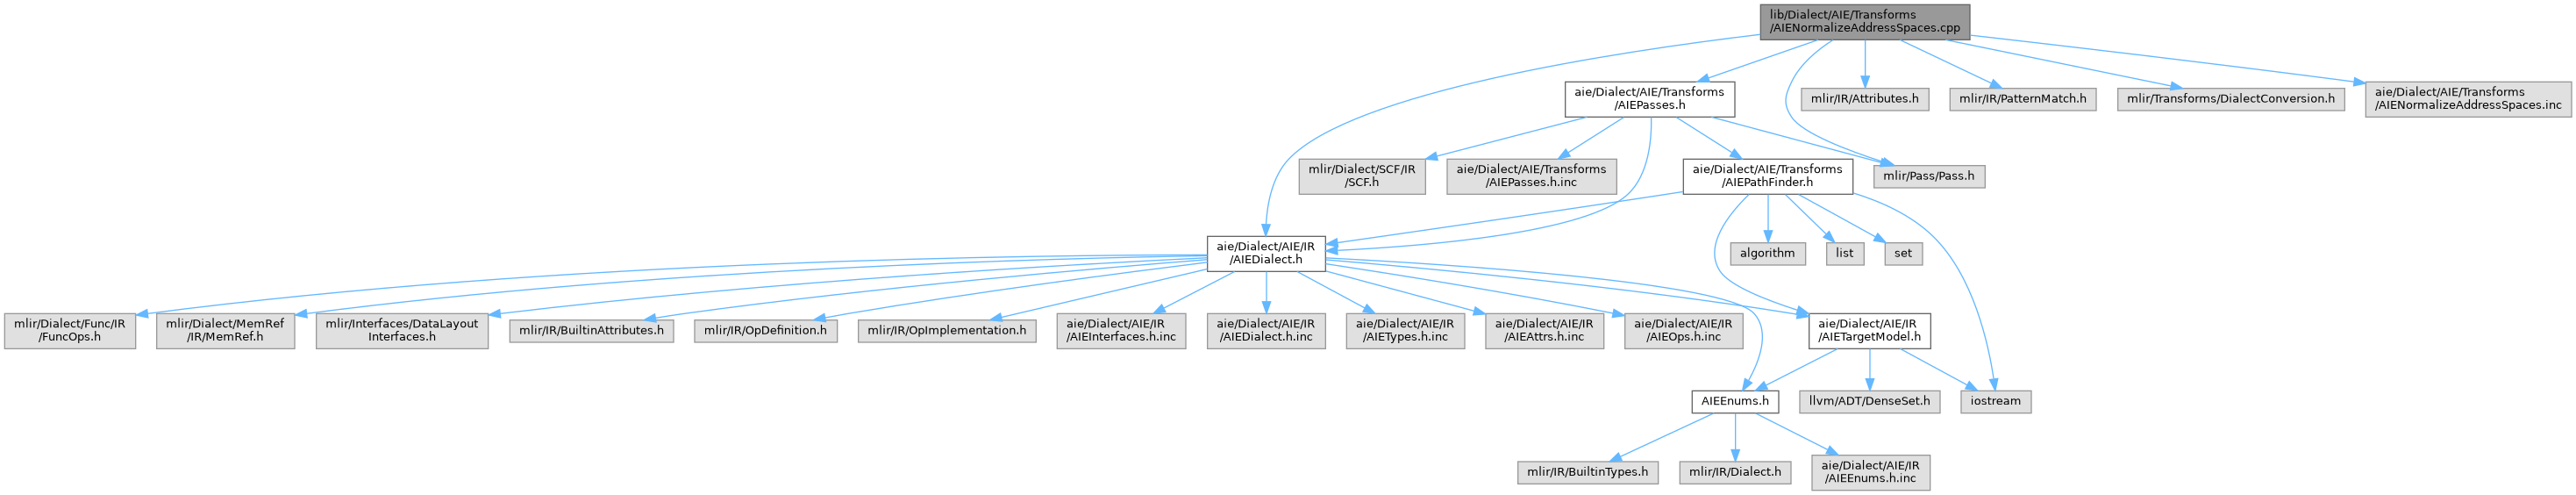 lib/Dialect/AIE/Transforms
/AIENormalizeAddressSpaces.cpp
aie/Dialect/AIE/Transforms
/AIEPasses.h
mlir/IR/Attributes.h
mlir/IR/PatternMatch.h
mlir/Transforms/DialectConversion.h
aie/Dialect/AIE/Transforms
/AIENormalizeAddressSpaces.inc
mlir/Dialect/SCF/IR
/SCF.h
aie/Dialect/AIE/Transforms
/AIEPasses.h.inc
aie/Dialect/AIE/Transforms
/AIEPathFinder.h
mlir/Pass/Pass.h
aie/Dialect/AIE/IR
/AIEDialect.h
algorithm
list
set
mlir/Dialect/Func/IR
/FuncOps.h
mlir/Dialect/MemRef
/IR/MemRef.h
mlir/Interfaces/DataLayout
Interfaces.h
mlir/IR/BuiltinAttributes.h
mlir/IR/OpDefinition.h
mlir/IR/OpImplementation.h
aie/Dialect/AIE/IR
/AIEInterfaces.h.inc
aie/Dialect/AIE/IR
/AIEDialect.h.inc
aie/Dialect/AIE/IR
/AIETypes.h.inc
aie/Dialect/AIE/IR
/AIEAttrs.h.inc
aie/Dialect/AIE/IR
/AIEOps.h.inc
aie/Dialect/AIE/IR
/AIETargetModel.h
AIEEnums.h
llvm/ADT/DenseSet.h
iostream
mlir/IR/BuiltinTypes.h
mlir/IR/Dialect.h
aie/Dialect/AIE/IR
/AIEEnums.h.inc